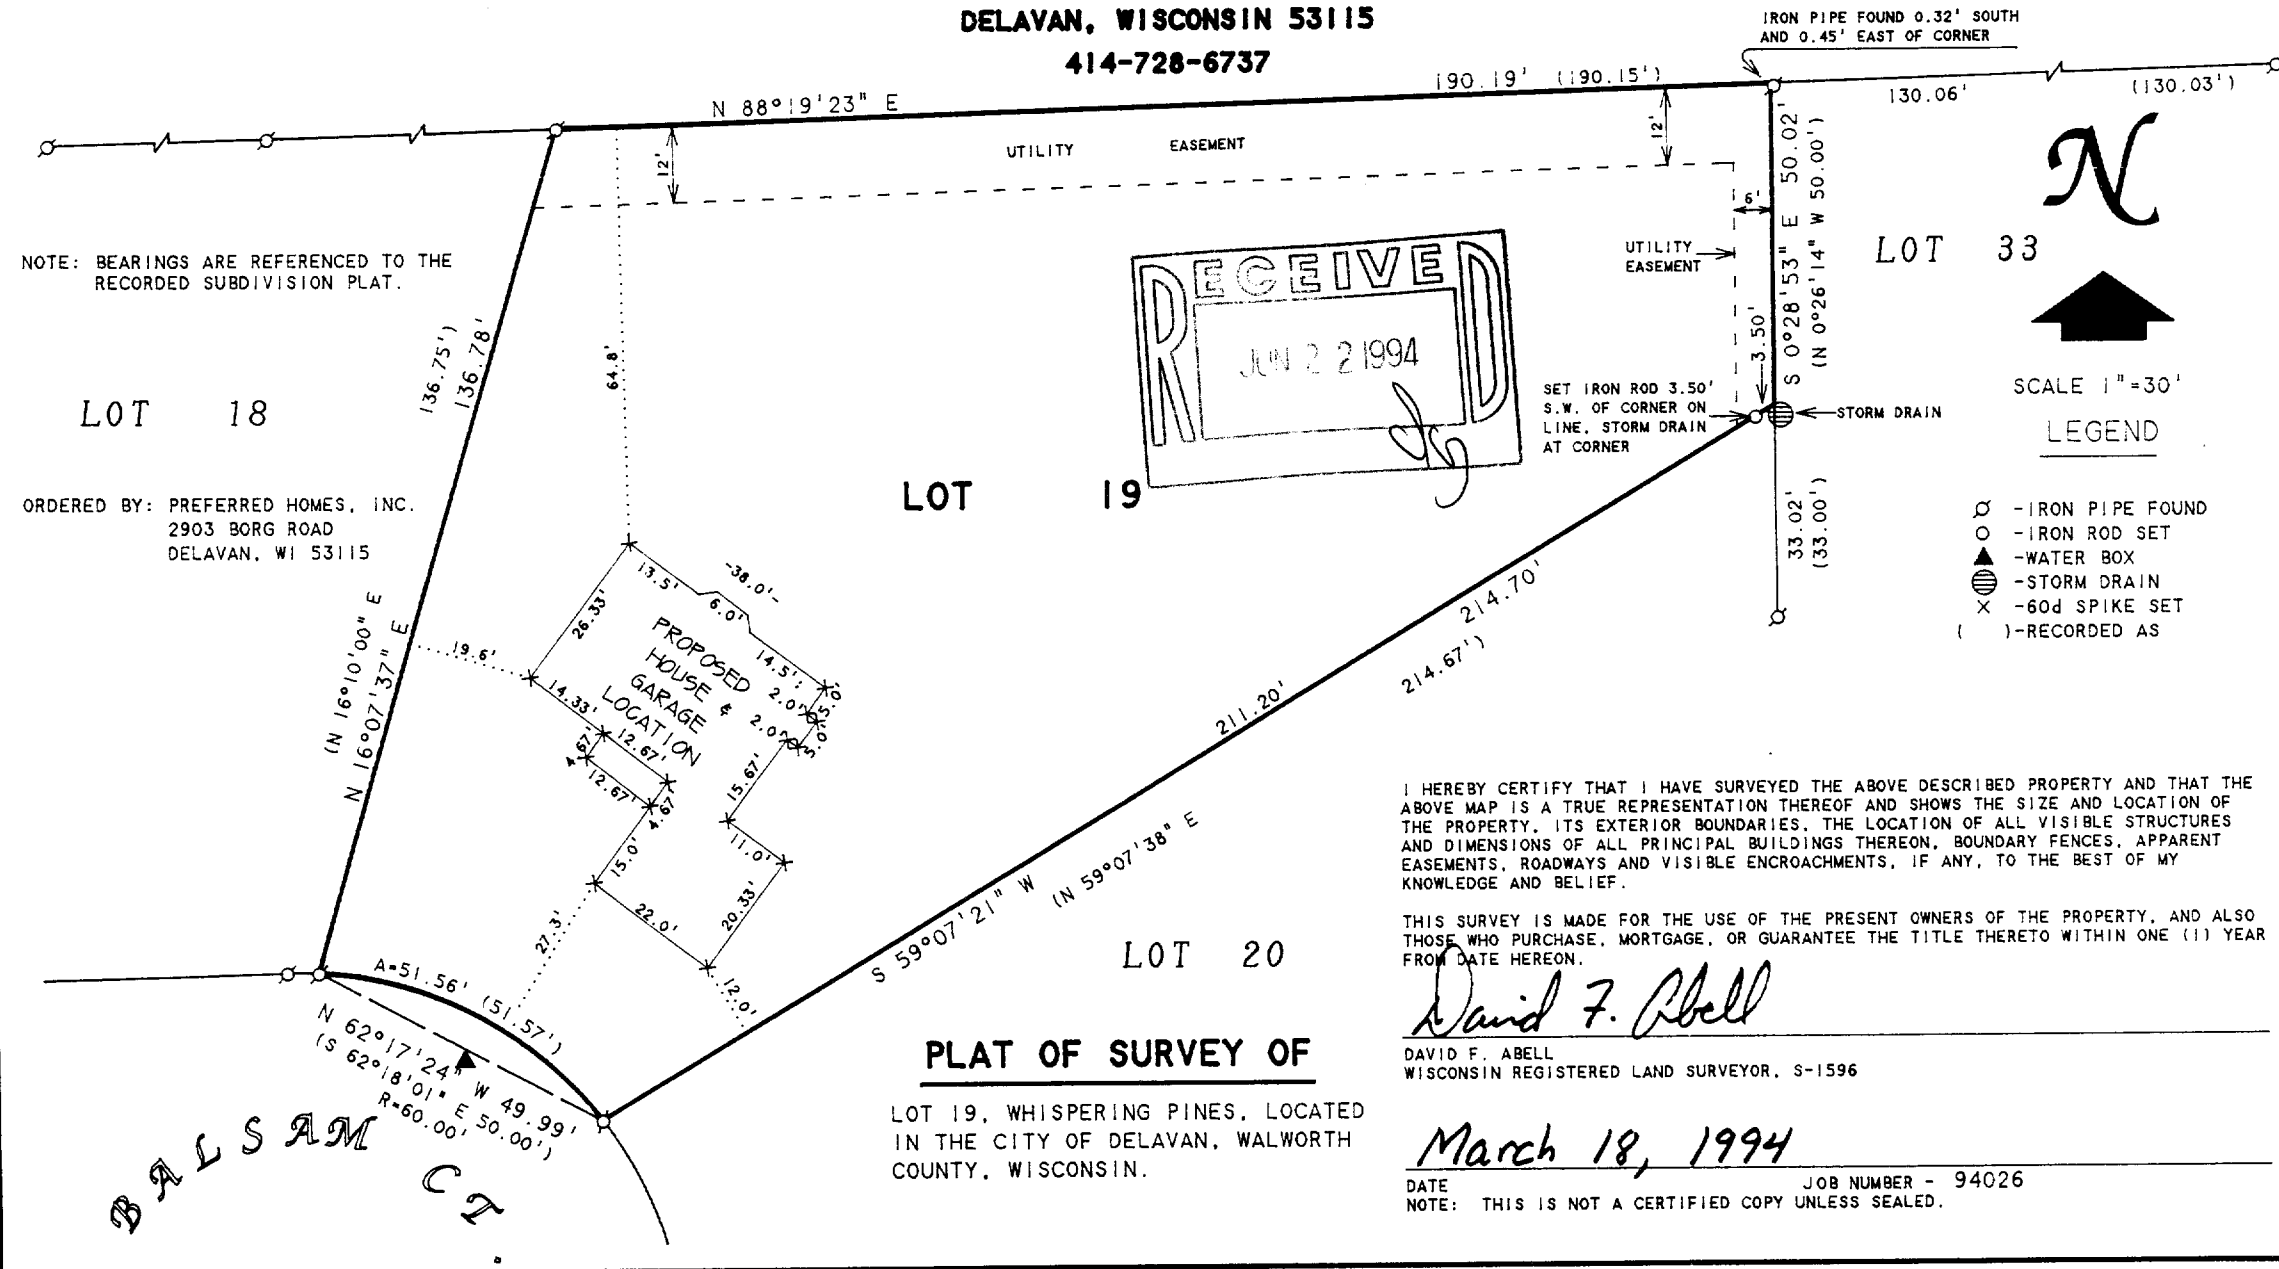 DELAVAN, WISCONSIN 53115
414-728-6737
IRON PIPE FOUND 0.32' SOUTH
AND 0.45' EAST OF CORNER
N 88°19'23" E
190.19' (190.15')
130.06'
(130.03')
12'
UTILITY EASEMENT
12'
50.02'
S 0°28'53" E
(N 0°26'14" W 50.00')
6'
UTILITY
EASEMENT
3.50'
N
LOT 33
NOTE: BEARINGS ARE REFERENCED TO THE
RECORDED SUBDIVISION PLAT.
RECEIVED
JUN 22 1994
(136.75')
136.78'
64.8'
LOT 18
SET IRON ROD 3.50'
S.W. OF CORNER ON
LINE, STORM DRAIN
AT CORNER
STORM DRAIN
SCALE 1"=30'
LEGEND
LOT 19
ORDERED BY: PREFERRED HOMES, INC.
2903 BORG ROAD
DELAVAN, WI 53115
33.02'
(33.00')
-IRON PIPE FOUND
-IRON ROD SET
-WATER BOX
-STORM DRAIN
X -60d SPIKE SET
( )-RECORDED AS
13.5'
-38.0'-
6.0'
26.33'
14.5'
2.0'
5.0'
2.0'
5.0'
PROPOSED
HOUSE &
GARAGE
LOCATION
19.6'
14.33'
4.67'
12.67'
12.67'
4.67'
15.67'
11.0'
15.0'
22.0'
20.33'
27.3'
12.0'
(N 16°10'00" E
N 16°07'37" E
214.70'
214.67')
211.20'
S 59°07'21" W
(N 59°07'38" E
LOT 20
A=51.56' (51.57')
N 62°17'24" W 49.99'
(S 62°18'01" E 50.00')
R=60.00'
BALSAM CT.
PLAT OF SURVEY OF
LOT 19, WHISPERING PINES, LOCATED
IN THE CITY OF DELAVAN, WALWORTH
COUNTY, WISCONSIN.
I HEREBY CERTIFY THAT I HAVE SURVEYED THE ABOVE DESCRIBED PROPERTY AND THAT THE
ABOVE MAP IS A TRUE REPRESENTATION THEREOF AND SHOWS THE SIZE AND LOCATION OF
THE PROPERTY, ITS EXTERIOR BOUNDARIES, THE LOCATION OF ALL VISIBLE STRUCTURES
AND DIMENSIONS OF ALL PRINCIPAL BUILDINGS THEREON, BOUNDARY FENCES, APPARENT
EASEMENTS, ROADWAYS AND VISIBLE ENCROACHMENTS, IF ANY, TO THE BEST OF MY
KNOWLEDGE AND BELIEF.
THIS SURVEY IS MADE FOR THE USE OF THE PRESENT OWNERS OF THE PROPERTY, AND ALSO
THOSE WHO PURCHASE, MORTGAGE, OR GUARANTEE THE TITLE THERETO WITHIN ONE (1) YEAR
FROM DATE HEREON.
David F. Abell
DAVID F. ABELL
WISCONSIN REGISTERED LAND SURVEYOR, S-1596
March 18, 1994
DATE JOB NUMBER - 94026
NOTE: THIS IS NOT A CERTIFIED COPY UNLESS SEALED.